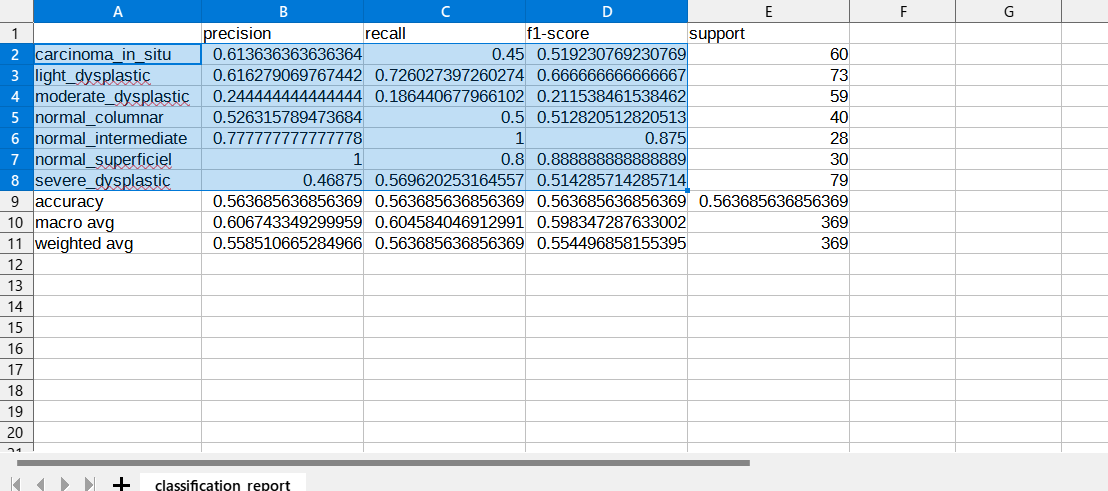 A B C D E F G
1 precision recall f1-score support
2 carcinoma_in_situ 0.613636363636364 0.45 0.519230769230769 60
3 light_dysplastic 0.616279069767442 0.726027397260274 0.666666666666667 73
4 moderate_dysplastic 0.244444444444444 0.186440677966102 0.211538461538462 59
5 normal_columnar 0.526315789473684 0.5 0.512820512820513 40
6 normal_intermediate 0.777777777777778 1 0.875 28
7 normal_superficiel 1 0.8 0.888888888888889 30
8 severe_dysplastic 0.46875 0.569620253164557 0.514285714285714 79
9 accuracy 0.563685636856369 0.563685636856369 0.563685636856369 0.563685636856369
10 macro avg 0.606743349299959 0.604584046912991 0.598347287633002 369
11 weighted avg 0.558510665284966 0.563685636856369 0.554496858155395 369
12
13
14
15
16
17
18
19
20
21
classification_report